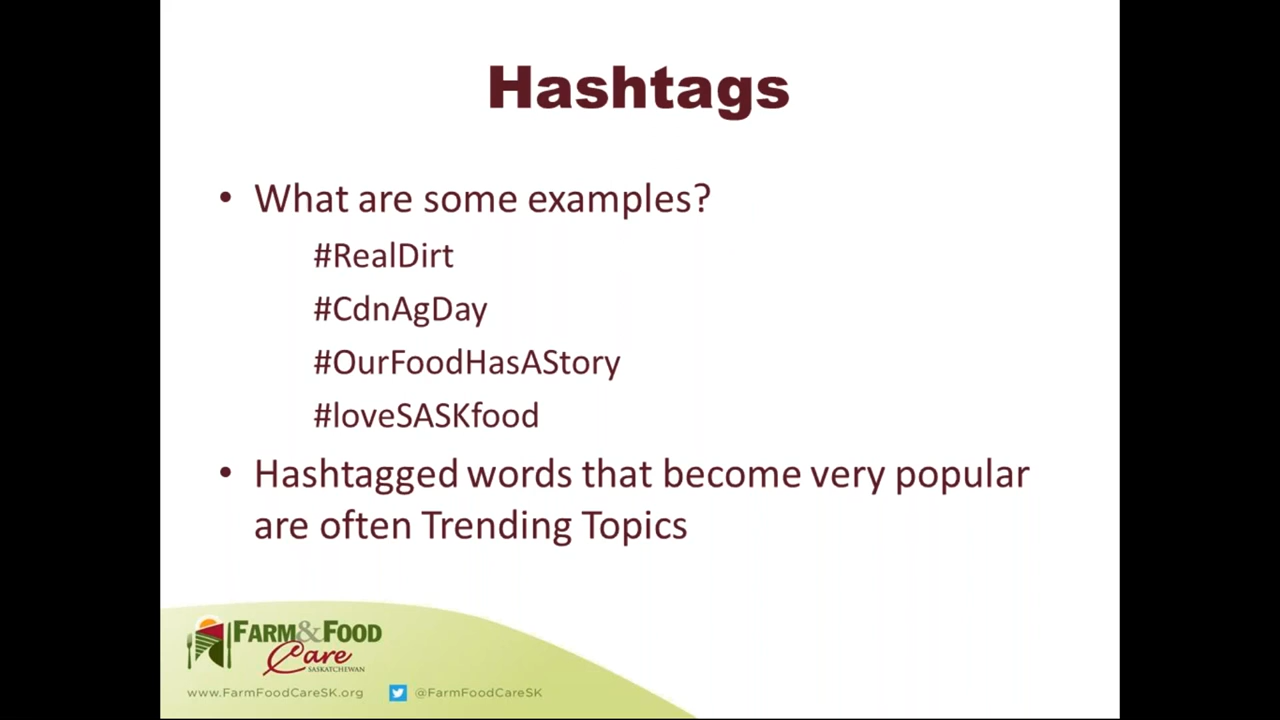 Hashtags
• What are some examples?
#RealDirt
#CdnAgDay
#OurFoodHasAStory
#loveSASKfood
• Hashtagged words that become very popular
are often Trending Topics
FARM&FOOD
Care
SASKATCHEWAN
www.FarmFoodCareSK.org @FarmFoodCareSK